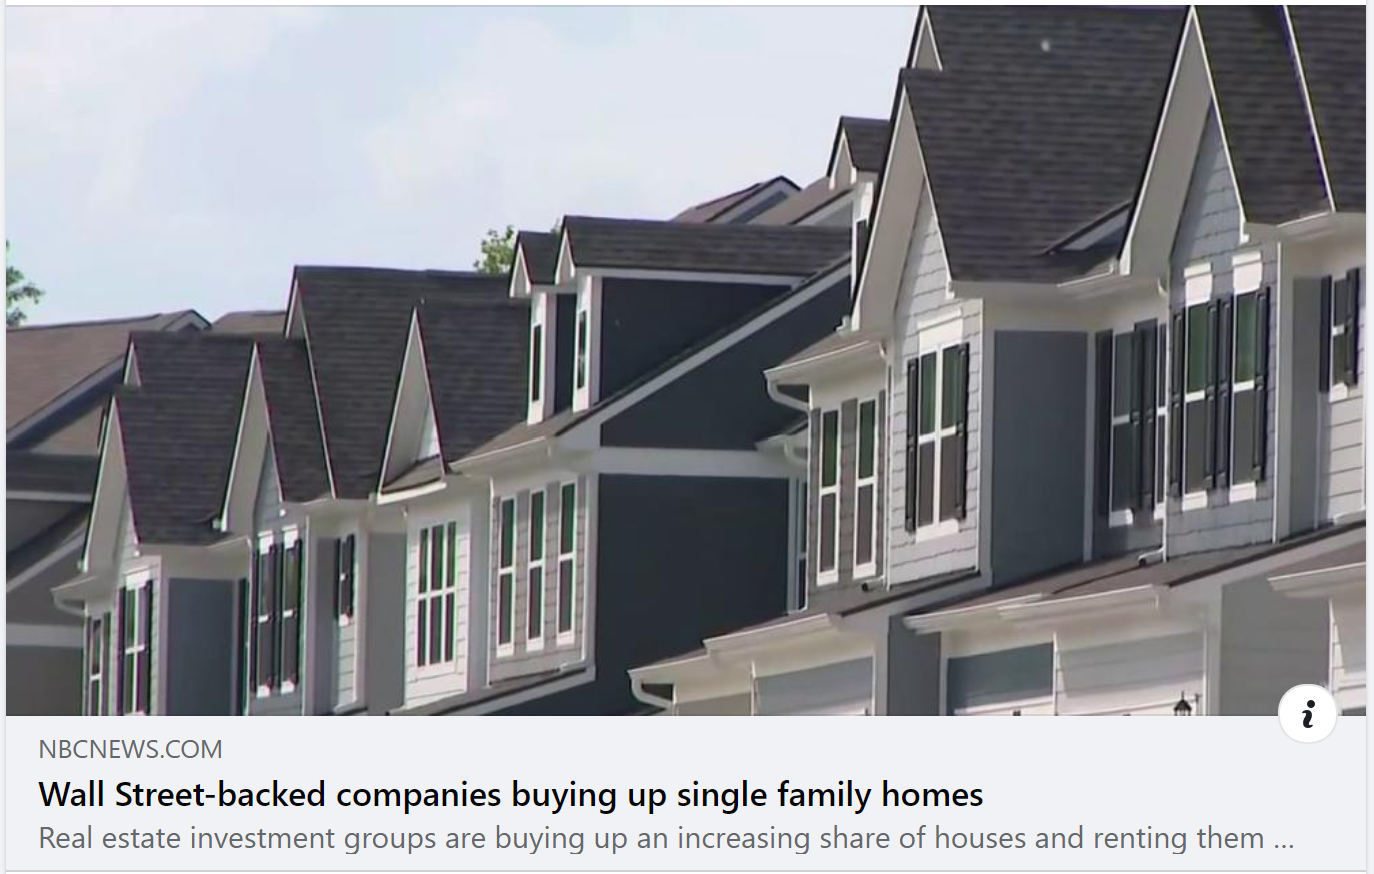 NBCNEWS.COM
Wall Street-backed companies buying up single family homes
Real estate investment groups are buying up an increasing share of houses and renting them ...